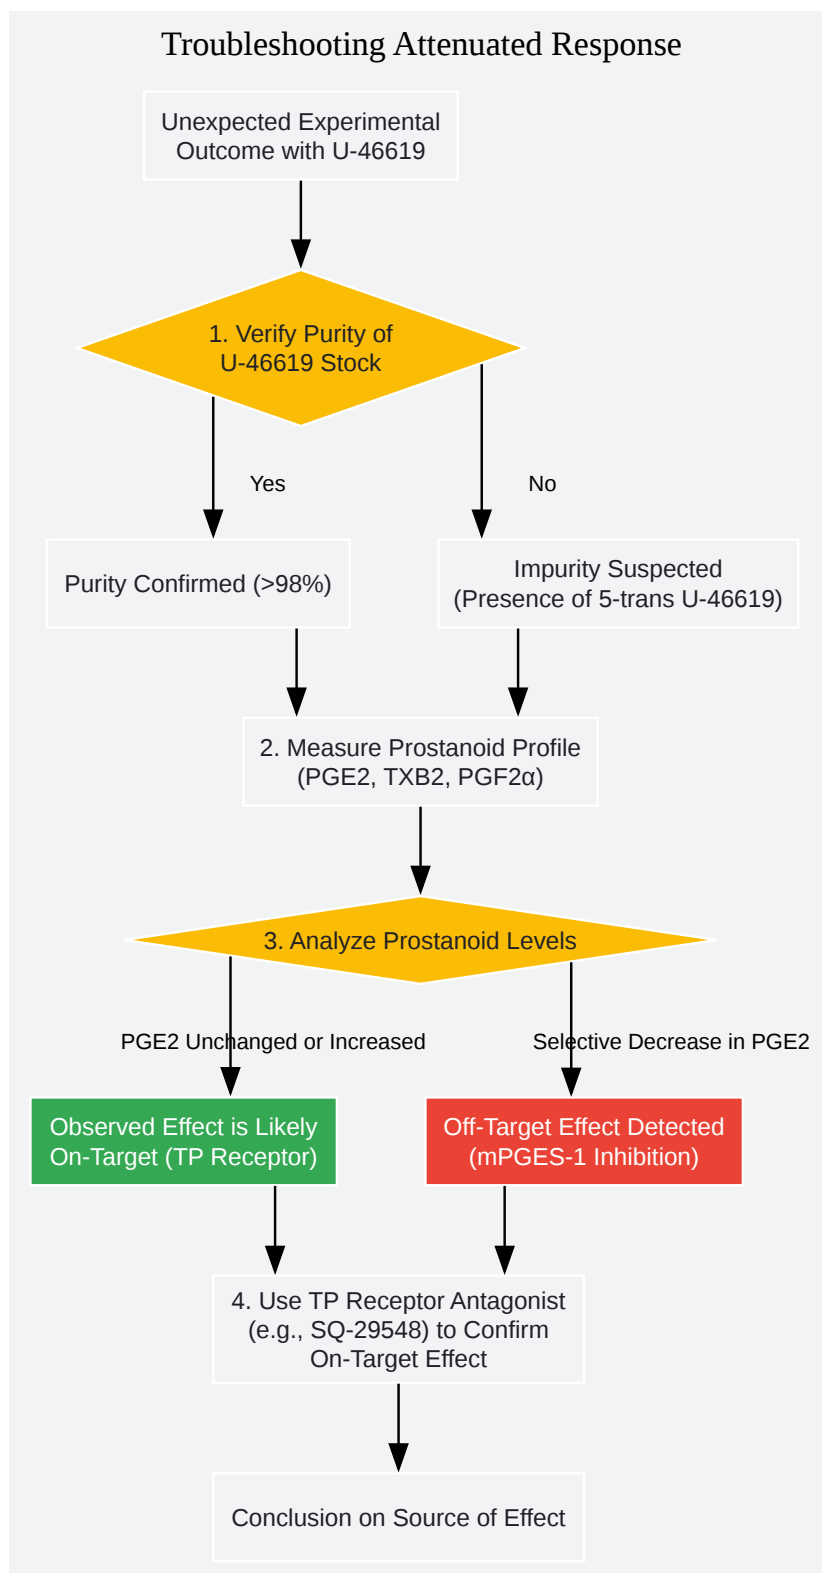 Troubleshooting Attenuated Response
Unexpected Experimental
Outcome with U-46619
1. Verify Purity of
U-46619 Stock
Yes
No
Purity Confirmed (>98%)
Impurity Suspected
(Presence of 5-trans U-46619)
2. Measure Prostanoid Profile
(PGE2, TXB2, PGF2α)
3. Analyze Prostanoid Levels
PGE2 Unchanged or Increased
Selective Decrease in PGE2
Observed Effect is Likely
On-Target (TP Receptor)
Off-Target Effect Detected
(mPGES-1 Inhibition)
4. Use TP Receptor Antagonist
(e.g., SQ-29548) to Confirm
On-Target Effect
Conclusion on Source of Effect